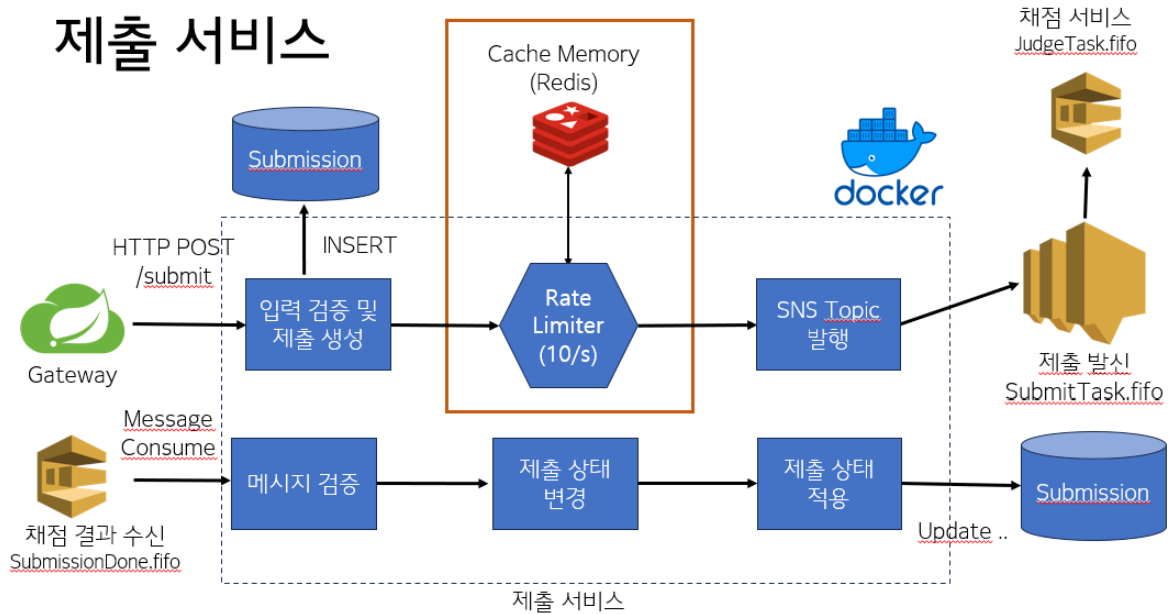 제출 서비스
Cache Memory
(Redis)
채점 서비스
JudgeTask.fifo
Submission
docker
HTTP POST
/submit
INSERT
Gateway
입력 검증 및
제출 생성
Rate
Limiter
(10/s)
SNS Topic
발행
제출 발신
SubmitTask.fifo
Message
Consume
채점 결과 수신
SubmissionDone.fifo
메시지 검증
제출 상태
변경
제출 상태
적용
Update ..
Submission
제출 서비스